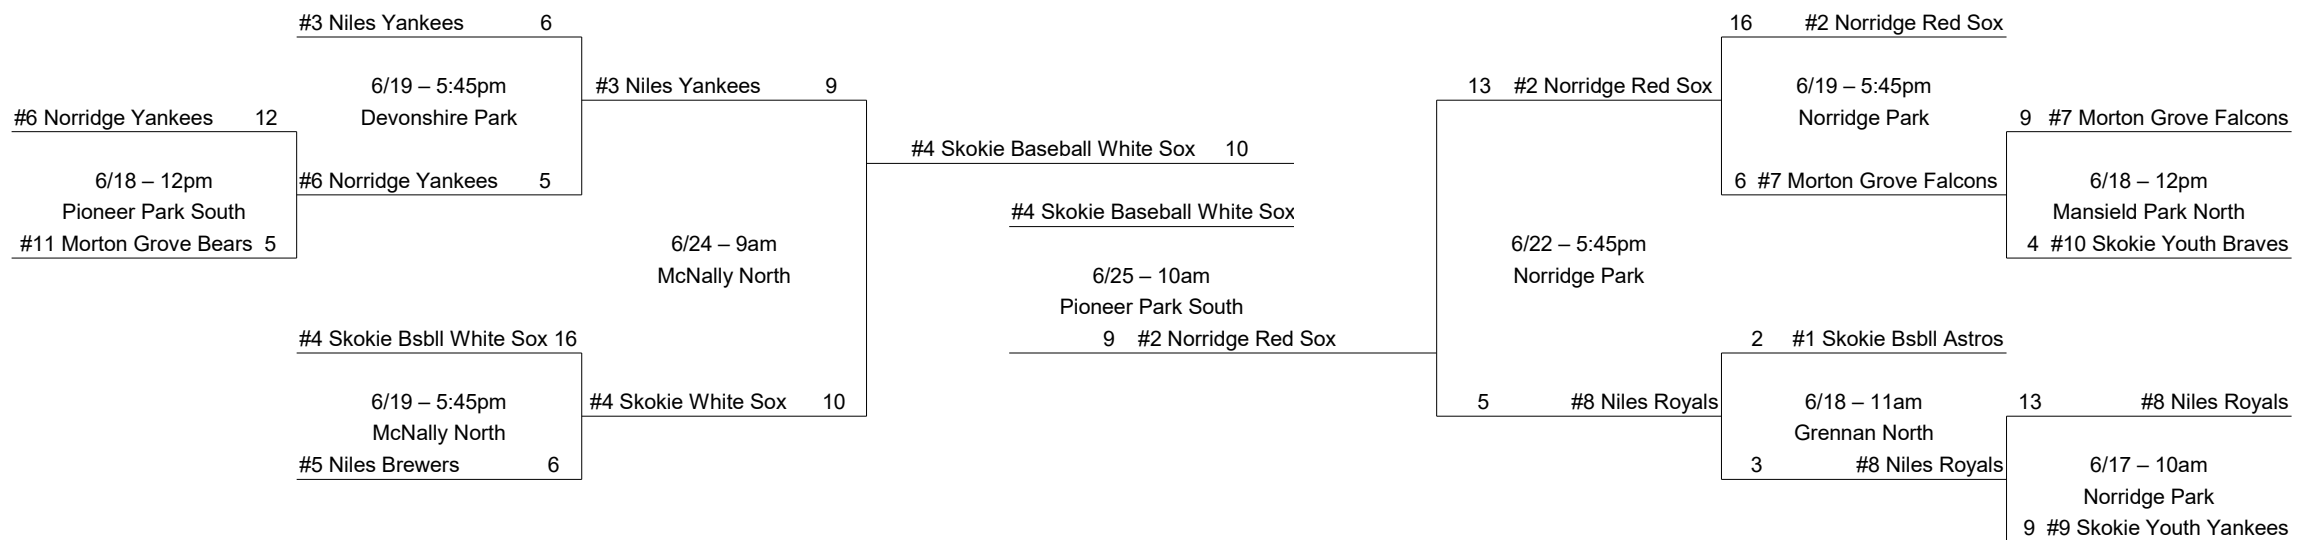 #3 Niles Yankees 6
16 #2 Norridge Red Sox
6/19 – 5:45pm
#3 Niles Yankees 9
13 #2 Norridge Red Sox
6/19 – 5:45pm
#6 Norridge Yankees 12
Devonshire Park
Norridge Park
9 #7 Morton Grove Falcons
#4 Skokie Baseball White Sox 10
6/18 – 12pm
#6 Norridge Yankees 5
6 #7 Morton Grove Falcons
6/18 – 12pm
Pioneer Park South
#4 Skokie Baseball White Sox
Mansield Park North
#11 Morton Grove Bears 5
6/24 – 9am
6/22 – 5:45pm
4 #10 Skokie Youth Braves
McNally North
6/25 – 10am
Norridge Park
Pioneer Park South
#4 Skokie Bsbll White Sox 16
9 #2 Norridge Red Sox
2 #1 Skokie Bsbll Astros
6/19 – 5:45pm
#4 Skokie White Sox 10
5 #8 Niles Royals
6/18 – 11am
13 #8 Niles Royals
McNally North
Grennan North
#5 Niles Brewers 6
3 #8 Niles Royals
6/17 – 10am
Norridge Park
9 #9 Skokie Youth Yankees